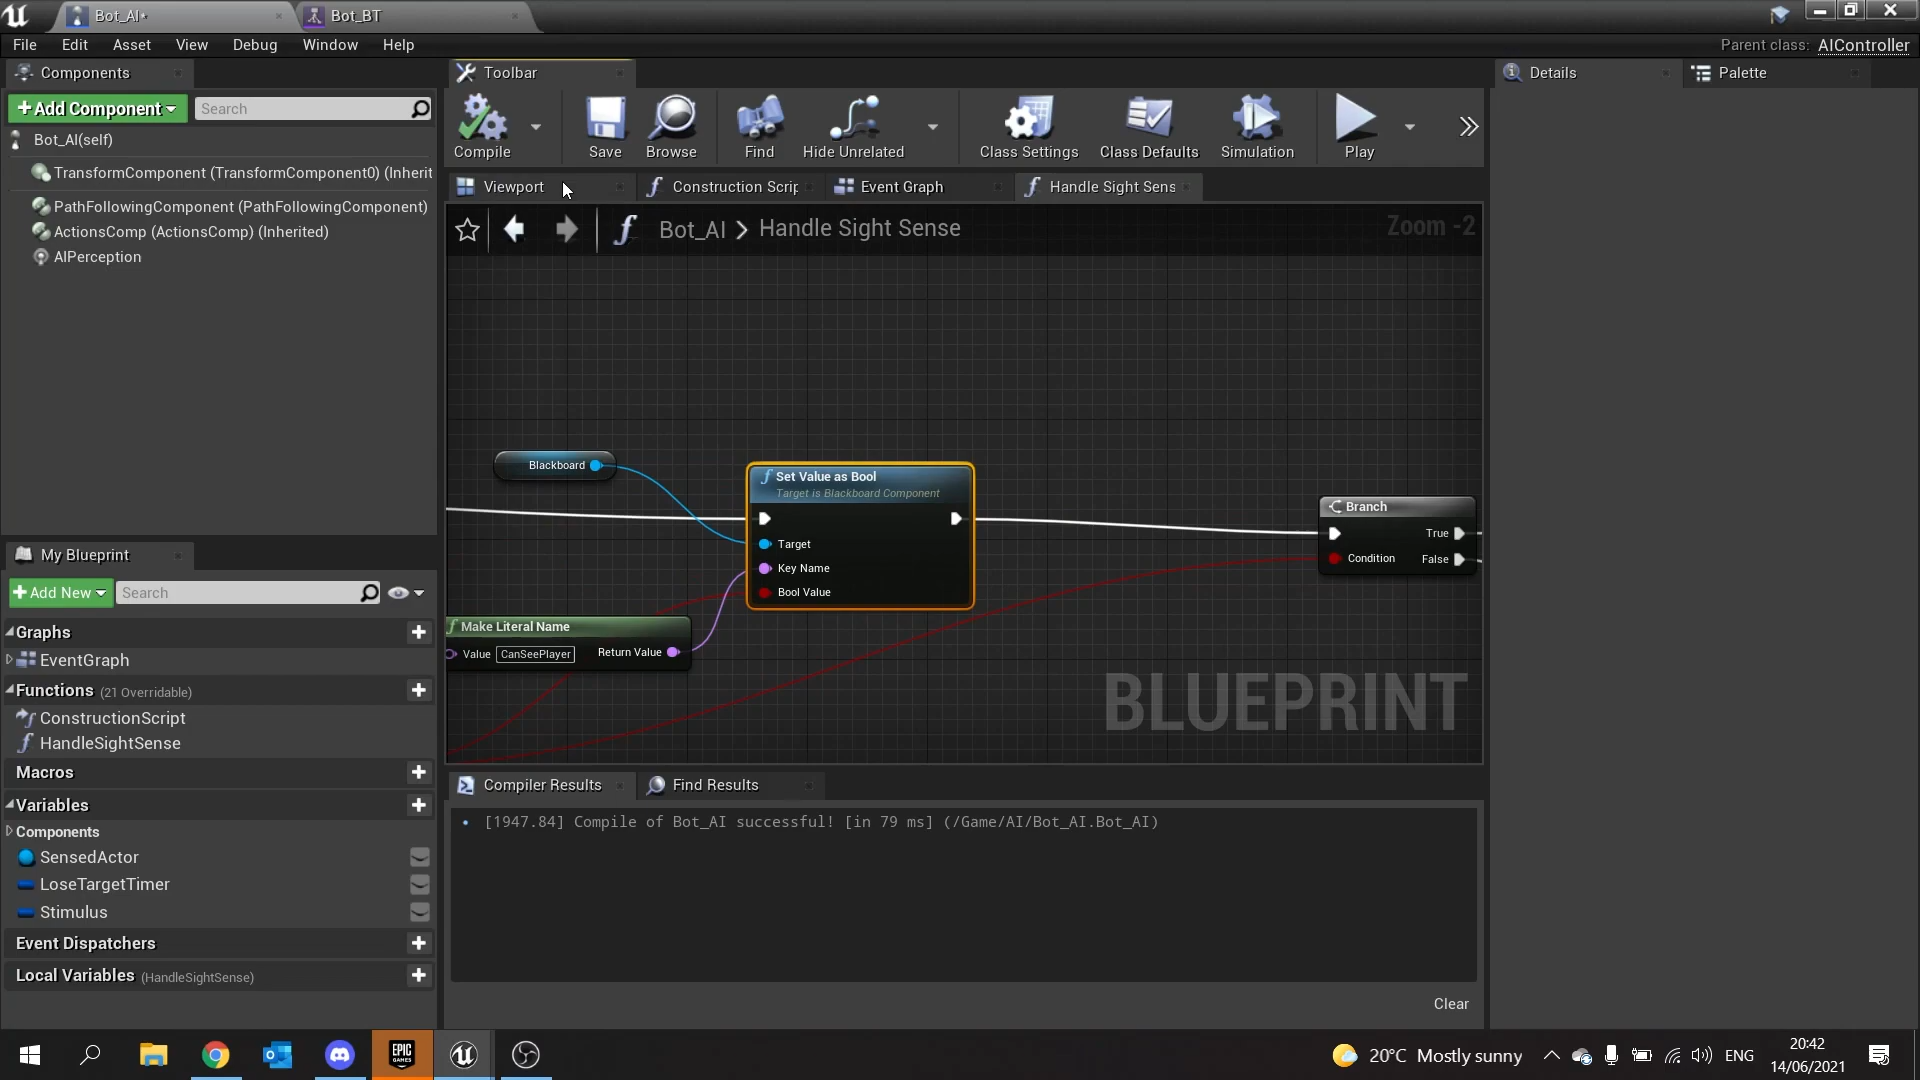 Bot_AI*
Bot_BT
File Edit Asset View Debug Window Help
Parent class: AIController
Components
Toolbar
Details
Palette
+Add Component
Search
Bot_AI(self)
TransformComponent (TransformComponent0) (Inherit
PathFollowingComponent (PathFollowingComponent)
ActionsComp (ActionsComp) (Inherited)
AIPerception
Compile
Save
Browse
Find
Hide Unrelated
Class Settings
Class Defaults
Simulation
Play
Viewport
Construction Scrip
Event Graph
Handle Sight Sens
Bot_AI > Handle Sight Sense
Zoom -2
Blackboard
Set Value as Bool
Target is Blackboard Component
Target
Key Name
Bool Value
Branch
True
Condition
False
Make Literal Name
Value CanSeePlayer
Return Value
BLUEPRINT
My Blueprint
+Add New
Search
Graphs
EventGraph
Functions (21 Overridable)
ConstructionScript
HandleSightSense
Macros
Variables
Components
SensedActor
LoseTargetTimer
Stimulus
Event Dispatchers
Local Variables (HandleSightSense)
Compiler Results
Find Results
[1947.84] Compile of Bot_AI successful! [in 79 ms] (/Game/AI/Bot_AI.Bot_AI)
Clear
EPIC
GAMES
20°C Mostly sunny
ENG
20:42
14/06/2021